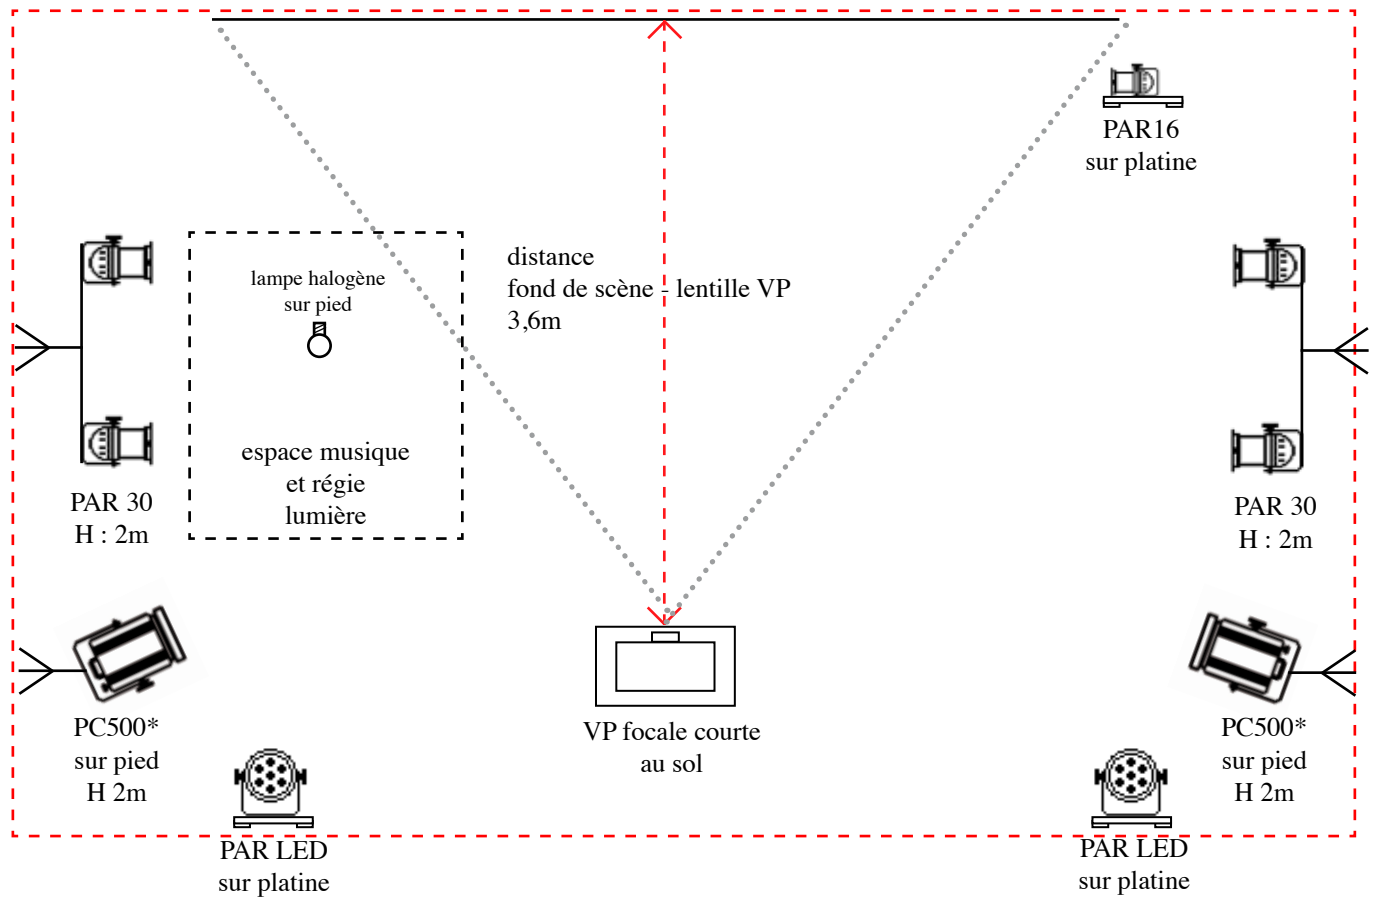 PAR16
sur platine
distance
fond de scène - lentille VP
3,6m
lampe halogène
sur pied
espace musique
et régie
lumière
PAR 30
H : 2m
PAR 30
H : 2m
PC500*
sur pied
H 2m
VP focale courte
au sol
PC500*
sur pied
H 2m
PAR LED
sur platine
PAR LED
sur platine